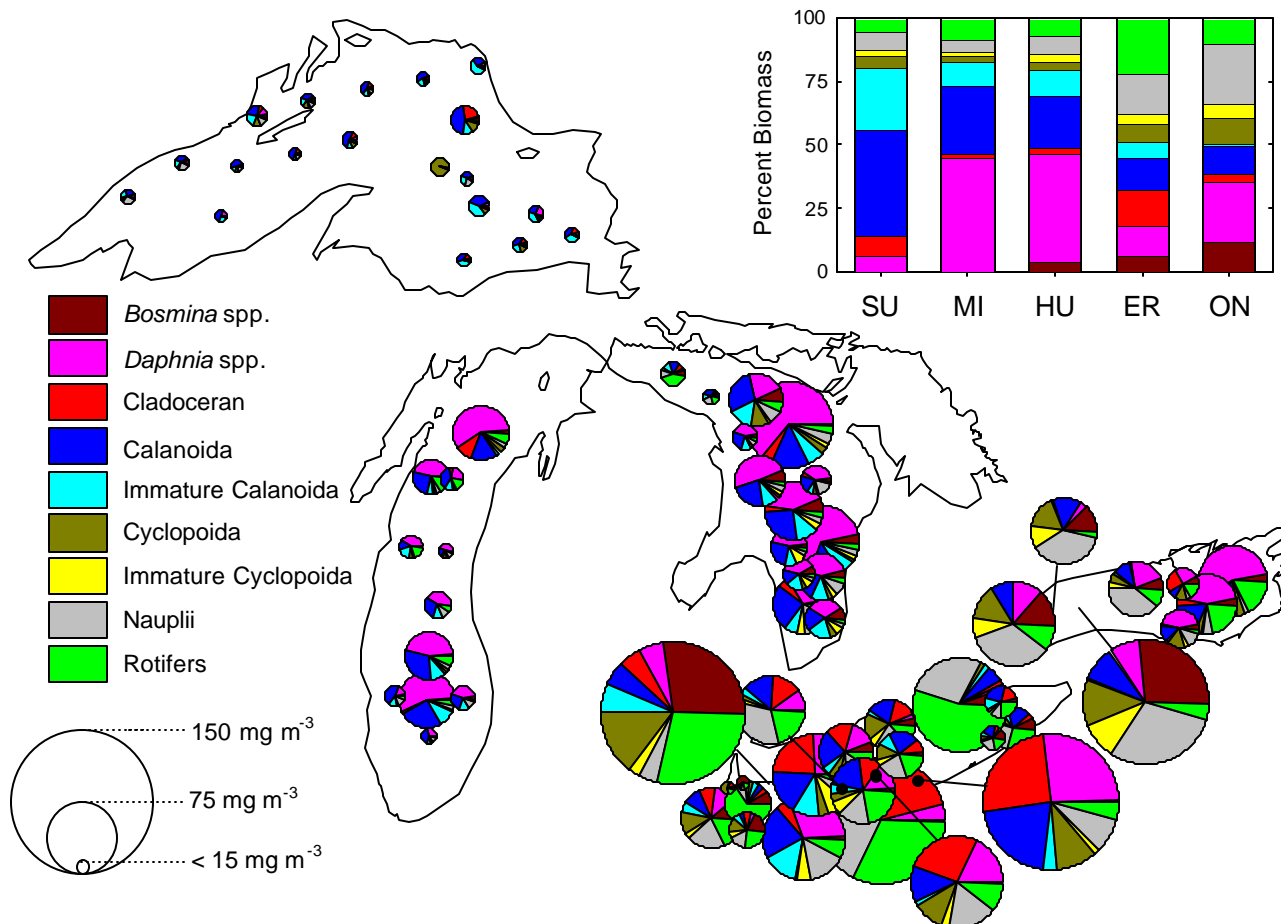 100
75
50
25
0
Percent Biomass
SU MI HU ER ON
Bosmina spp.
Daphnia spp.
Cladoceran
Calanoida
Immature Calanoida
Cyclopoida
Immature Cyclopoida
Nauplii
Rotifers
150 mg m⁻³
75 mg m⁻³
< 15 mg m⁻³